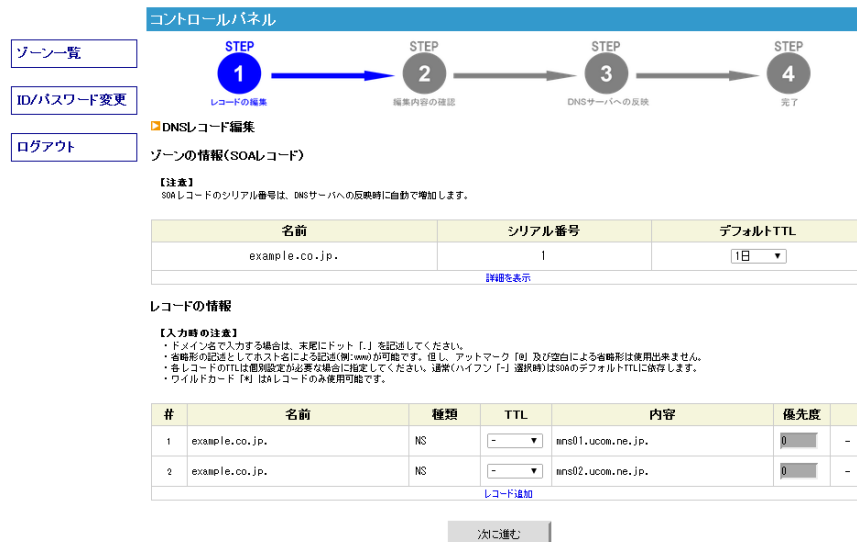 コントロールパネル
ゾーン一覧
ID/パスワード変更
ログアウト
STEP STEP STEP STEP
1 2 3 4
レコードの編集 編集内容の確認 DNSサーバへの反映 完了
DNSレコード編集
ゾーンの情報(SOAレコード)
【注意】
SOAレコードのシリアル番号は、DNSサーバへの反映時に自動で増加します。
名前 シリアル番号 デフォルトTTL
example.co.jp. 1 1日
詳細を表示
レコードの情報
【入力時の注意】
・ドメイン名で入力する場合は、末尾にドット「.」を記述してください。
・省略形の記述としてホスト名による記述(例:www)が可能です。但し、アットマーク「@」及び空白による省略形は使用出来ません。
・各レコードのTTLは個別設定が必要な場合に指定してください。通常(ハイフン「-」選択時)はSOAのデフォルトTTLに依存します。
・ワイルドカード「*」はAレコードのみ使用可能です。
# 名前 種類 TTL 内容 優先度 -
1 example.co.jp. NS - mns01.ucom.ne.jp. 0 -
2 example.co.jp. NS - mns02.ucom.ne.jp. 0 -
レコード追加
次に進む